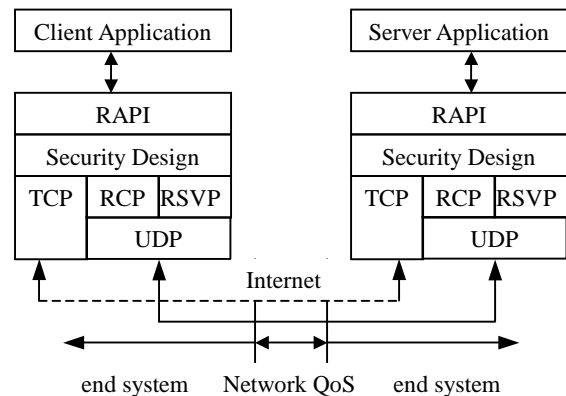 Client Application
Server Application
RAPI
RAPI
Security Design
Security Design
TCP
RCP
RSVP
TCP
RCP
RSVP
UDP
UDP
Internet
end system
Network QoS
end system